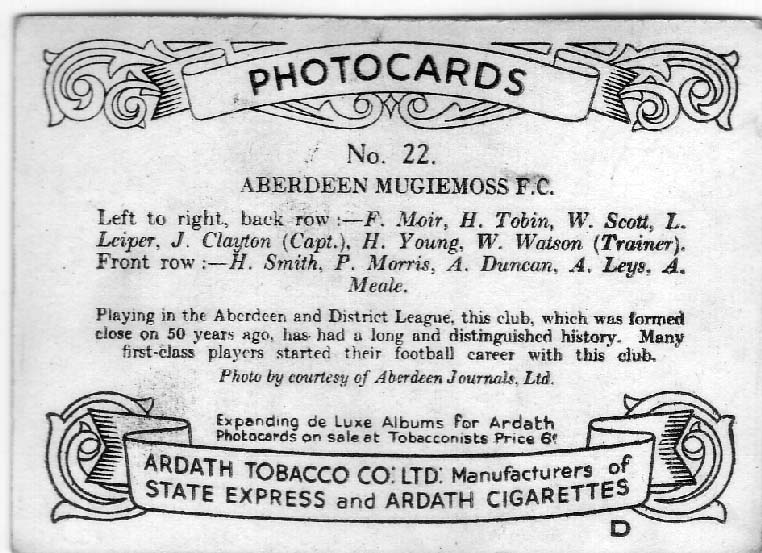 PHOTOCARDS
No. 22.
ABERDEEN MUGIEMOSS F.C.
Left to right, back row :—F. Moir, H. Tobin, W. Scott, L.
Leiper, J. Clayton (Capt.), H. Young, W. Watson (Trainer).
Front row :—H. Smith, P. Morris, A. Duncan, A. Leys, A.
Meale.
Playing in the Aberdeen and District League, this club, which was formed
close on 50 years ago, has had a long and distinguished history. Many
first-class players started their football career with this club.
Photo by courtesy of Aberdeen Journals, Ltd.
Expanding de Luxe Albums for Ardath
Photocards on sale at Tobacconists Price 6ᵈ
ARDATH TOBACCO CO: LTD: Manufacturers of
STATE EXPRESS and ARDATH CIGARETTES
D